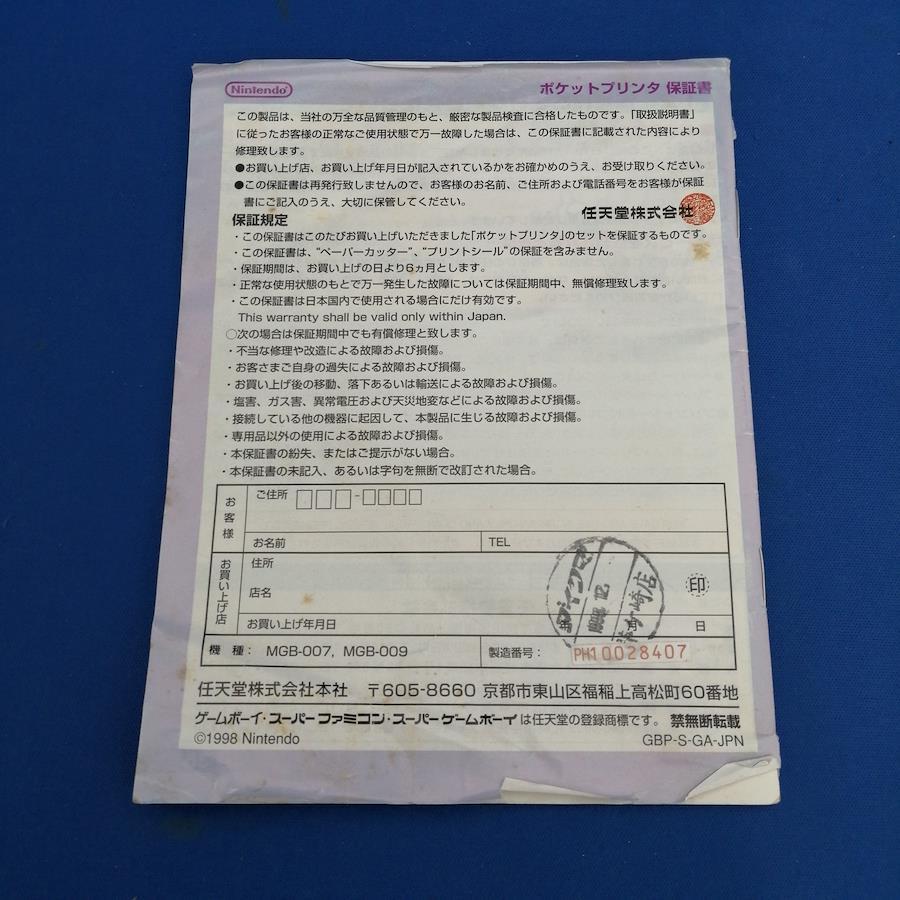 Nintendo
ポケットプリンタ 保証書
この製品は、当社の万全な品質管理のもと、厳密な製品検査に合格したものです。「取扱説明書」
に従ったお客様の正常なご使用状態で万一故障した場合は、この保証書に記載された内容により
修理致します。
●お買い上げ店、お買い上げ年月日が記入されているかをお確かめのうえ、お受け取りください。
●この保証書は再発行致しませんので、お客様のお名前、ご住所および電話番号をお客様が保証
書にご記入のうえ、大切に保管してください。
任天堂株式会社
保証規定
・この保証書はこのたびお買い上げいただきました「ポケットプリンタ」のセットを保証するものです。
・この保証書は、“ペーパーカッター”、“プリントシール”の保証を含みません。
・保証期間は、お買い上げの日より6ヵ月とします。
・正常な使用状態のもとで万一発生した故障については保証期間中、無償修理致します。
・この保証書は日本国内で使用される場合にだけ有効です。
This warranty shall be valid only within Japan.
○次の場合は保証期間中でも有償修理と致します。
・不当な修理や改造による故障および損傷。
・お客さまご自身の過失による故障および損傷。
・お買い上げ後の移動、落下あるいは輸送による故障および損傷。
・塩害、ガス害、異常電圧および天災地変などによる故障および損傷。
・接続している他の機器に起因して、本製品に生じる故障および損傷。
・専用品以外の使用による故障および損傷。
・本保証書の紛失、またはご提示がない場合。
・本保証書の未記入、あるいは字句を無断で改訂された場合。
お客様
ご住所
お名前
TEL
お買い上げ店
住所
店名
印
ダイクマ
1998.12.
茅ヶ崎店
お買い上げ年月日
日
機 種： MGB-007, MGB-009
製造番号： PH10028407
任天堂株式会社本社 〒605-8660 京都市東山区福稲上高松町60番地
ゲームボーイ・スーパーファミコン・スーパーゲームボーイは任天堂の登録商標です。 禁無断転載
©1998 Nintendo
GBP-S-GA-JPN